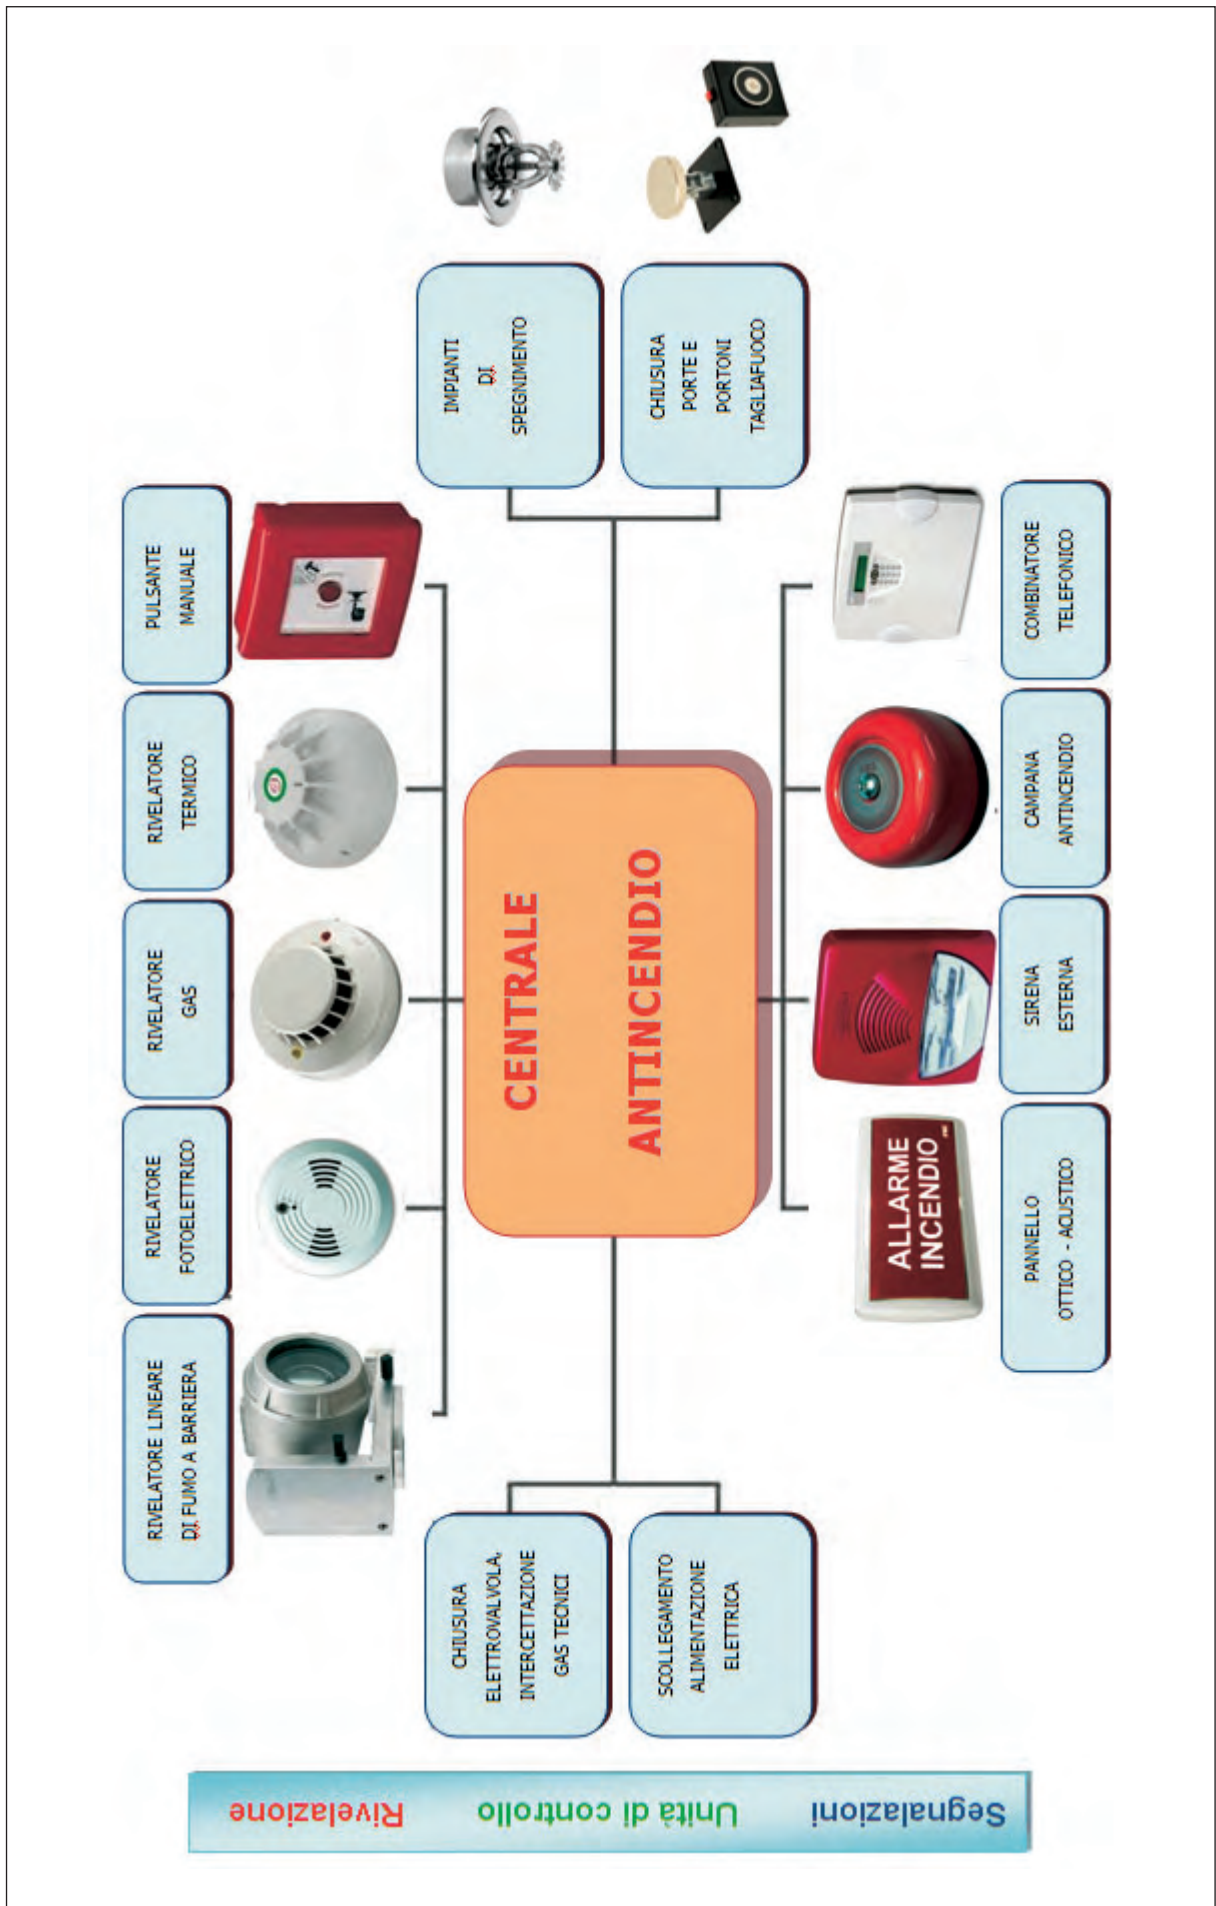 Rivelazione
Unità di controllo
Segnalazioni
RIVELATORE LINEARE
DI FUMO A BARRIERA
RIVELATORE
FOTOELETTRICO
RIVELATORE
GAS
RIVELATORE
TERMICO
PULSANTE
MANUALE
CHIUSURA
ELETTROVALVOLA,
INTERCETTAZIONE
GAS TECNICI
SCOLLEGAMENTO
ALIMENTAZIONE
ELETTRICA
CENTRALE
ANTINCENDIO
IMPIANTI
DI
SPEGNIMENTO
CHIUSURA
PORTE E
PORTONI
TAGLIAFUOCO
ALLARME
INCENDIO
PANNELLO
OTTICO - ACUSTICO
SIRENA
ESTERNA
CAMPANA
ANTINCENDIO
COMBINATORE
TELEFONICO